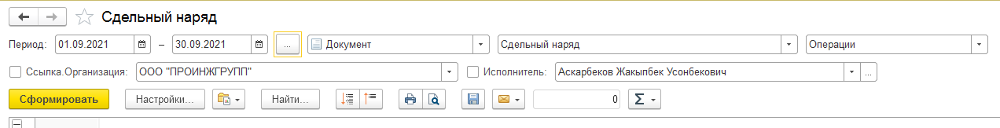 Сдельный наряд
Период: 01.09.2021 – 30.09.2021 ... Документ Сдельный наряд Операции
Ссылка.Организация: ООО "ПРОИНЖГРУПП" Исполнитель: Аскарбеков Жакыпбек Усонбекович ...
Сформировать Настройки... Найти... 0 Σ